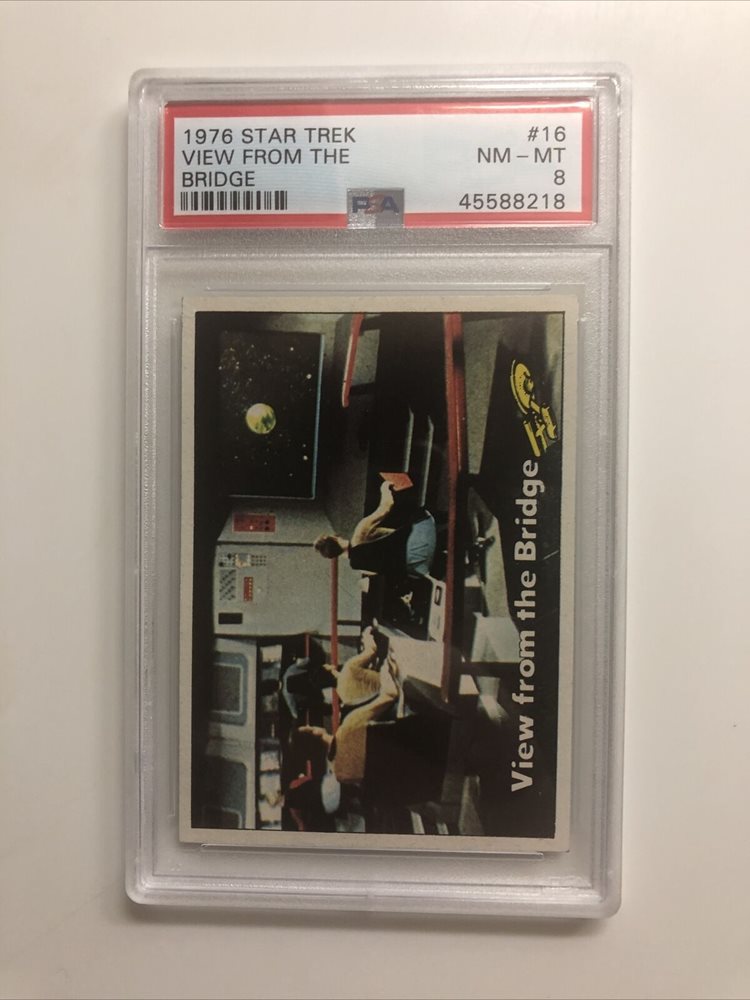 1976 STAR TREK #16
VIEW FROM THE NM – MT
BRIDGE 8
45588218
PSA
View from the Bridge